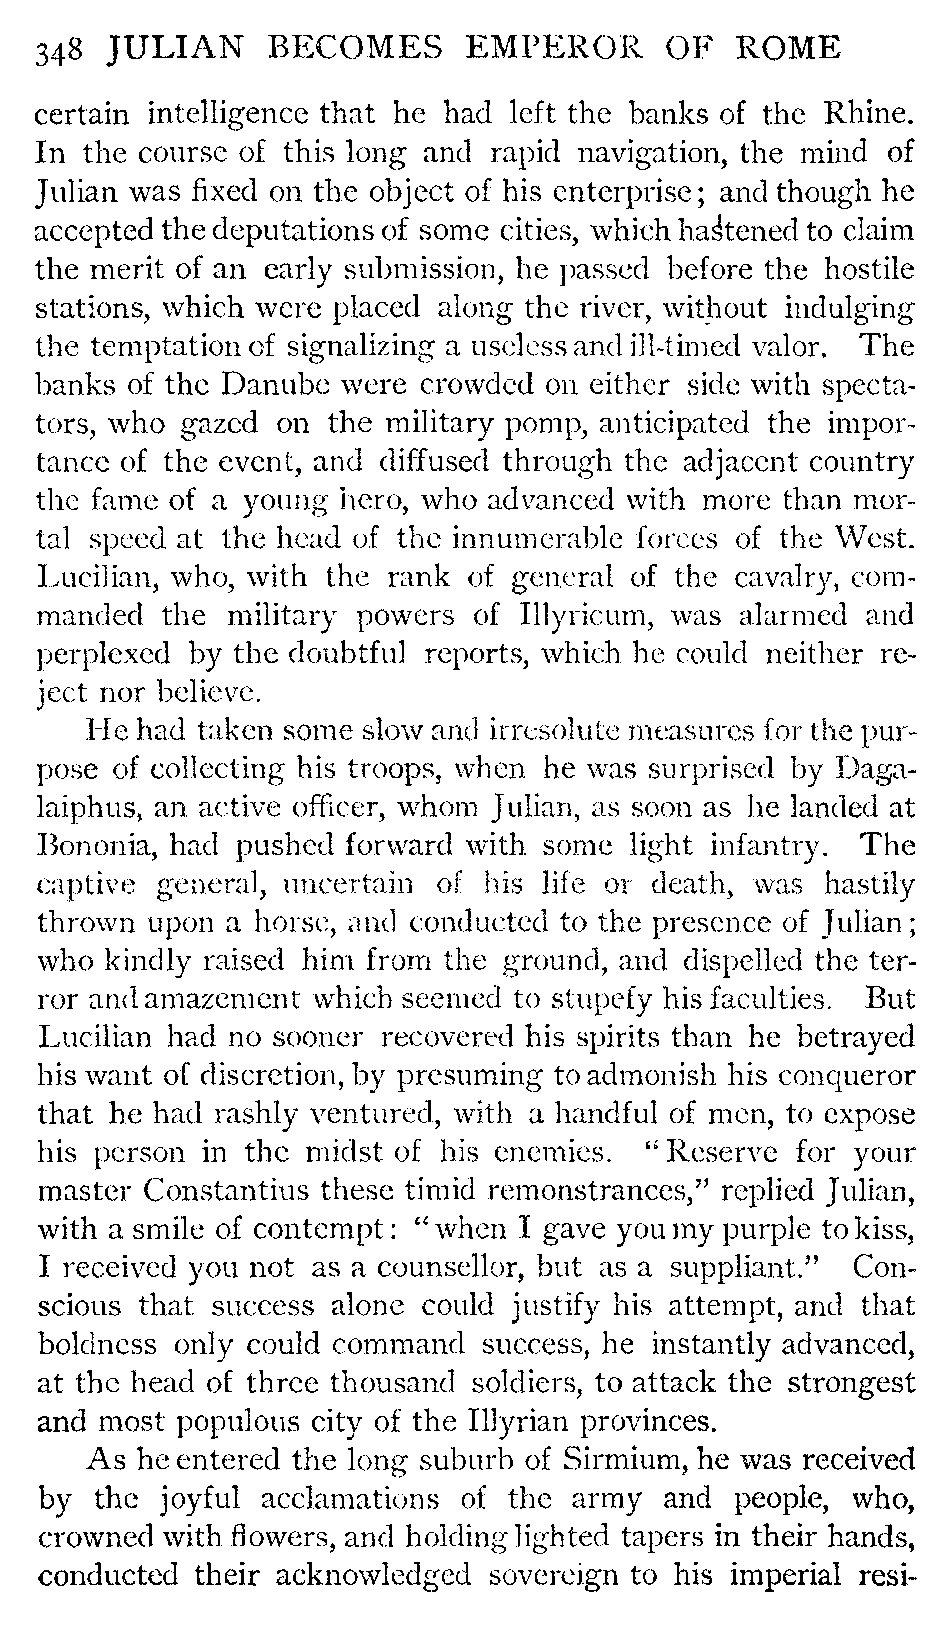 348 JULIAN BECOMES EMPEROR OF ROME
certain intelligence that he had left the banks of the Rhine.
In the course of this long and rapid navigation, the mind of
Julian was fixed on the object of his enterprise; and though he
accepted the deputations of some cities, which hastened to claim
the merit of an early submission, he passed before the hostile
stations, which were placed along the river, without indulging
the temptation of signalizing a useless and ill-timed valor. The
banks of the Danube were crowded on either side with specta-
tors, who gazed on the military pomp, anticipated the impor-
tance of the event, and diffused through the adjacent country
the fame of a young hero, who advanced with more than mor-
tal speed at the head of the innumerable forces of the West.
Lucilian, who, with the rank of general of the cavalry, com-
manded the military powers of Illyricum, was alarmed and
perplexed by the doubtful reports, which he could neither re-
ject nor believe.
He had taken some slow and irresolute measures for the pur-
pose of collecting his troops, when he was surprised by Daga-
laiphus, an active officer, whom Julian, as soon as he landed at
Bononia, had pushed forward with some light infantry. The
captive general, uncertain of his life or death, was hastily
thrown upon a horse, and conducted to the presence of Julian;
who kindly raised him from the ground, and dispelled the ter-
ror and amazement which seemed to stupefy his faculties. But
Lucilian had no sooner recovered his spirits than he betrayed
his want of discretion, by presuming to admonish his conqueror
that he had rashly ventured, with a handful of men, to expose
his person in the midst of his enemies. "Reserve for your
master Constantius these timid remonstrances," replied Julian,
with a smile of contempt: "when I gave you my purple to kiss,
I received you not as a counsellor, but as a suppliant." Con-
scious that success alone could justify his attempt, and that
boldness only could command success, he instantly advanced,
at the head of three thousand soldiers, to attack the strongest
and most populous city of the Illyrian provinces.
As he entered the long suburb of Sirmium, he was received
by the joyful acclamations of the army and people, who,
crowned with flowers, and holding lighted tapers in their hands,
conducted their acknowledged sovereign to his imperial resi-